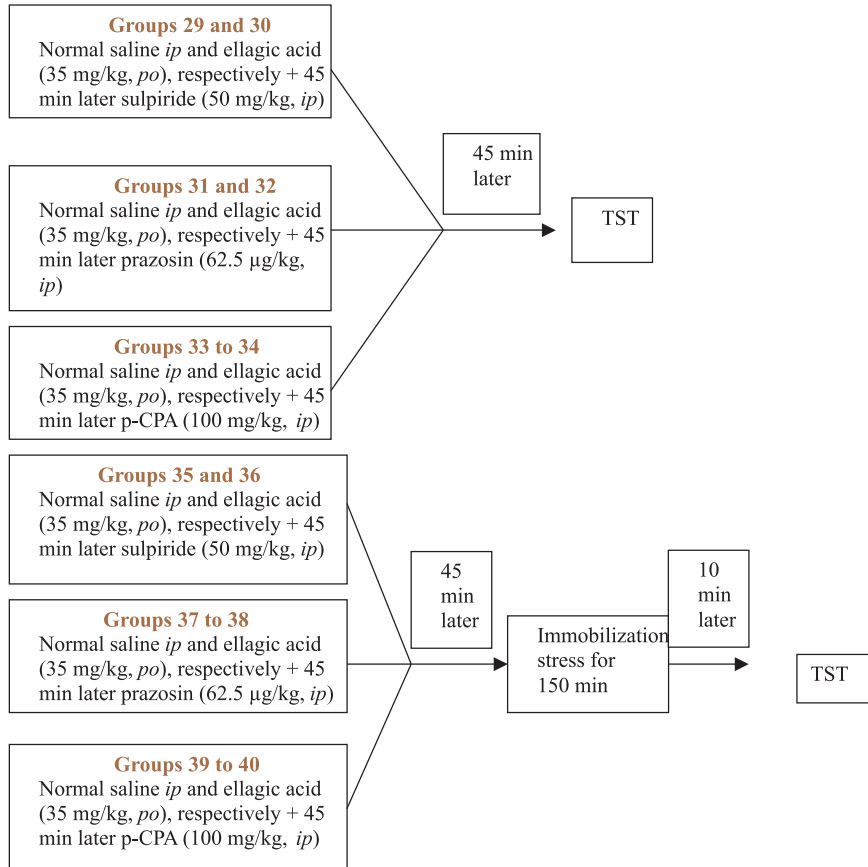 Groups 29 and 30
Normal saline ip and ellagic acid
(35 mg/kg, po), respectively + 45
min later sulpiride (50 mg/kg, ip)
Groups 31 and 32
Normal saline ip and ellagic acid
(35 mg/kg, po), respectively + 45
min later prazosin (62.5 µg/kg,
ip)
Groups 33 to 34
Normal saline ip and ellagic acid
(35 mg/kg, po), respectively + 45
min later p-CPA (100 mg/kg, ip)
45 min
later
TST
Groups 35 and 36
Normal saline ip and ellagic acid
(35 mg/kg, po), respectively + 45
min later sulpiride (50 mg/kg, ip)
Groups 37 to 38
Normal saline ip and ellagic acid
(35 mg/kg, po), respectively + 45
min later prazosin (62.5 µg/kg, ip)
Groups 39 to 40
Normal saline ip and ellagic acid
(35 mg/kg, po), respectively + 45
min later p-CPA (100 mg/kg, ip)
45
min
later
Immobilization
stress for
150 min
10
min
later
TST